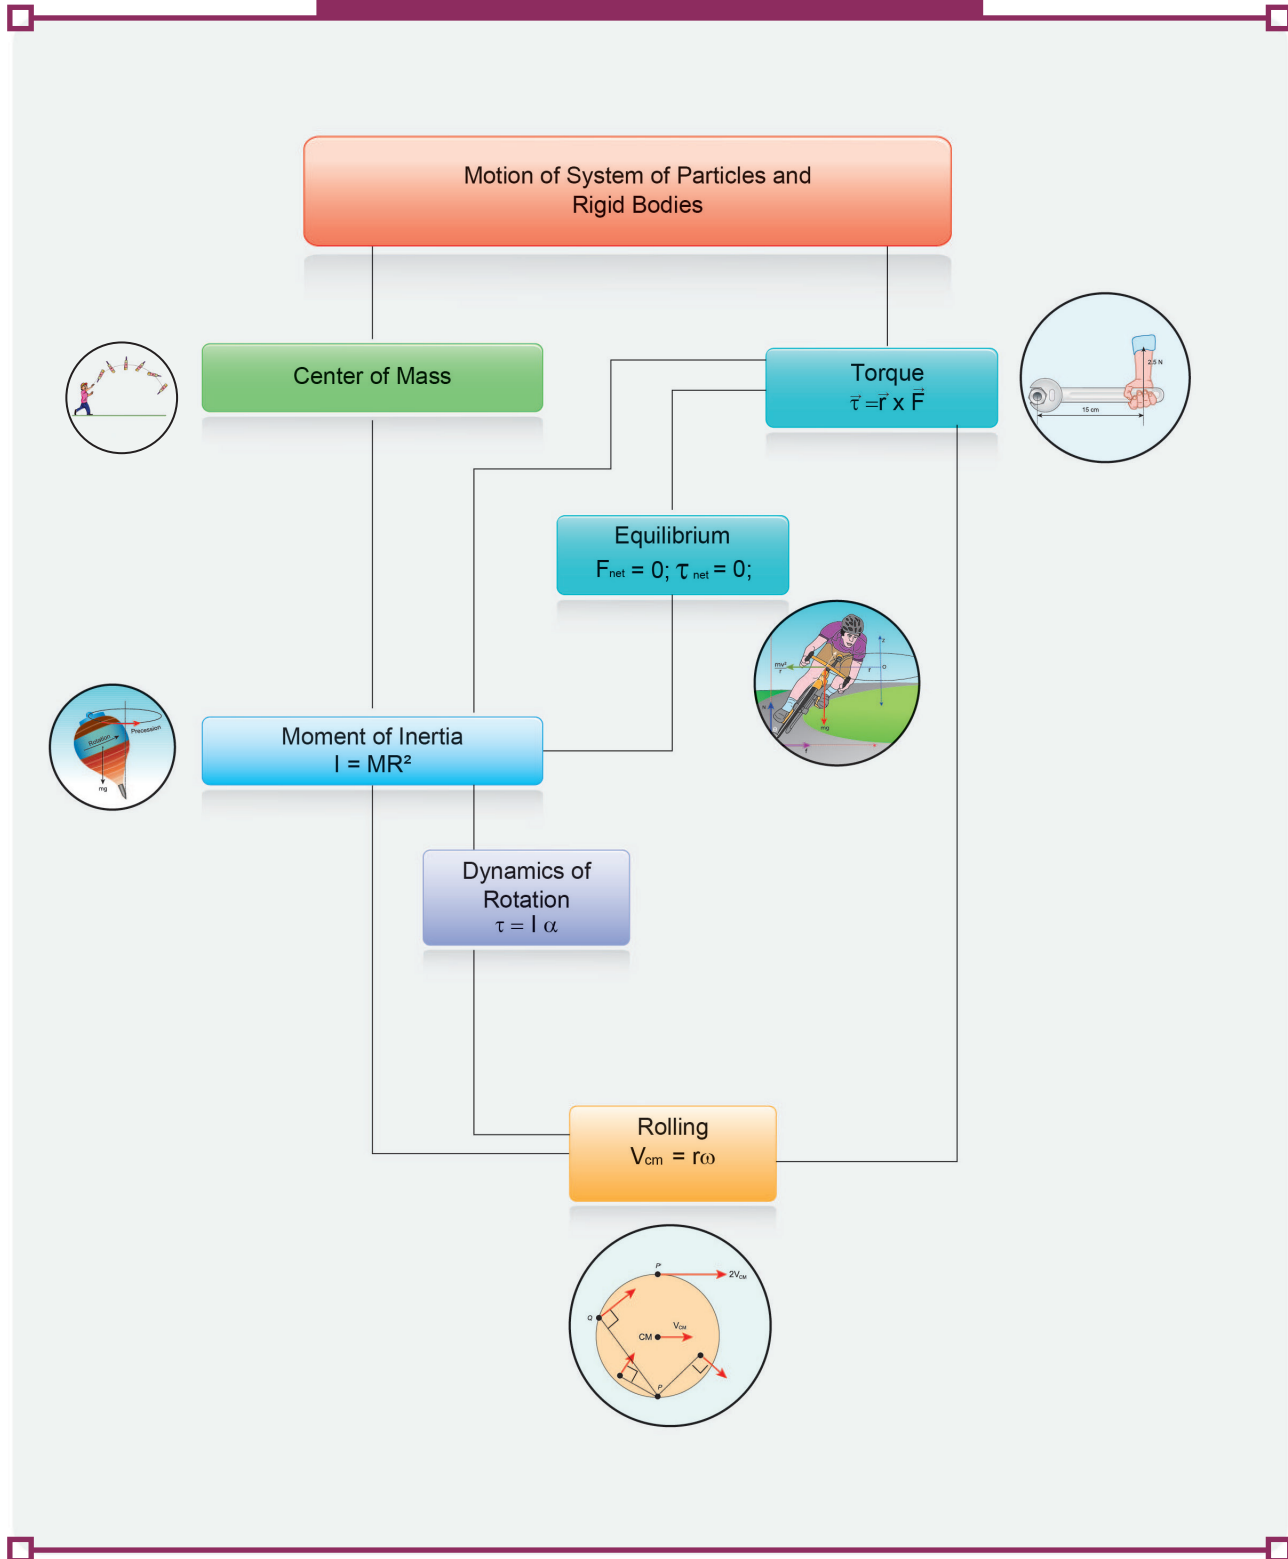 Motion of System of Particles and
Rigid Bodies
Center of Mass
Torque
τ⃗ =r⃗ x F⃗
2.5 N
15 cm
Equilibrium
Fnet = 0; τ net = 0;
mv²
r
r
z
O
N
mg
f
Precession
Rotation
mg
Moment of Inertia
I = MR²
Dynamics of
Rotation
τ = I α
Rolling
Vcm = rω
P'
2VCM
Q
VCM
CM
P